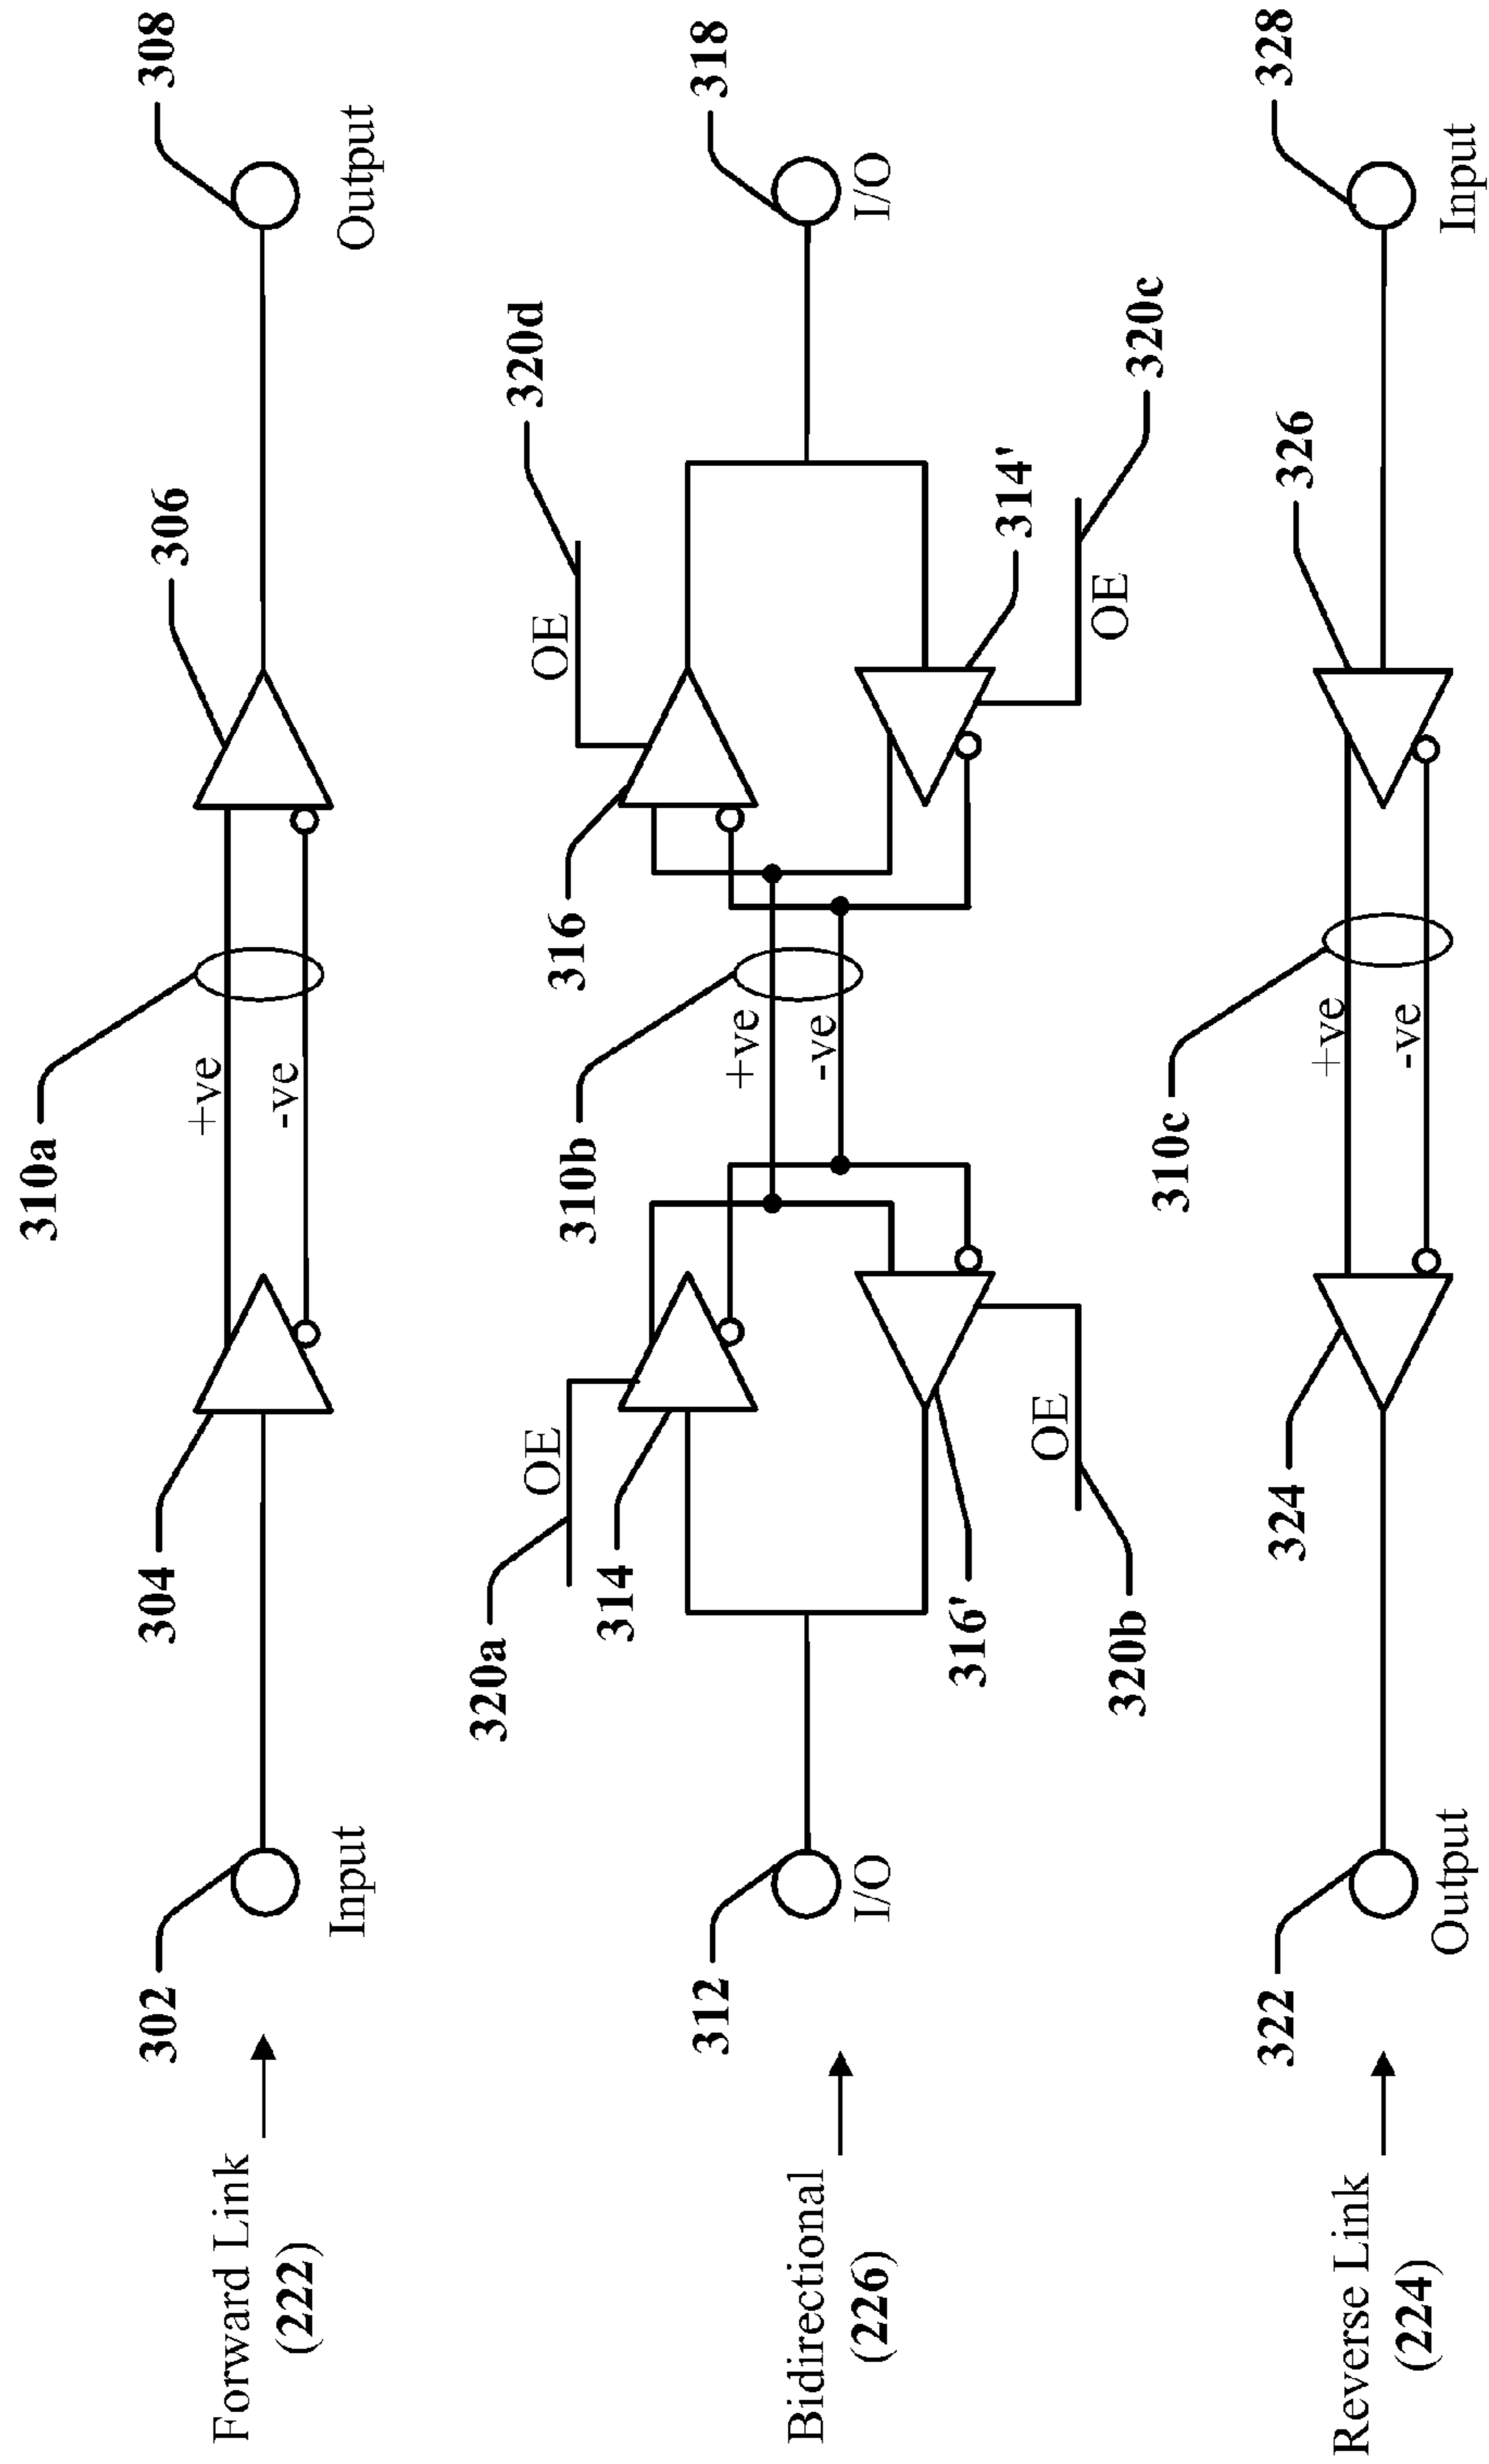 308
306
310a
304
302
Output
+ve
-ve
Input
Forward Link
(222)
318
320d
I/O
OE
316
310b
+ve
-ve
314'
320c
OE
OE
320a
314
316'
320b
OE
312
I/O
Bidirectional
(226)
328
326
310c
Input
+ve
-ve
324
322
Output
Reverse Link
(224)